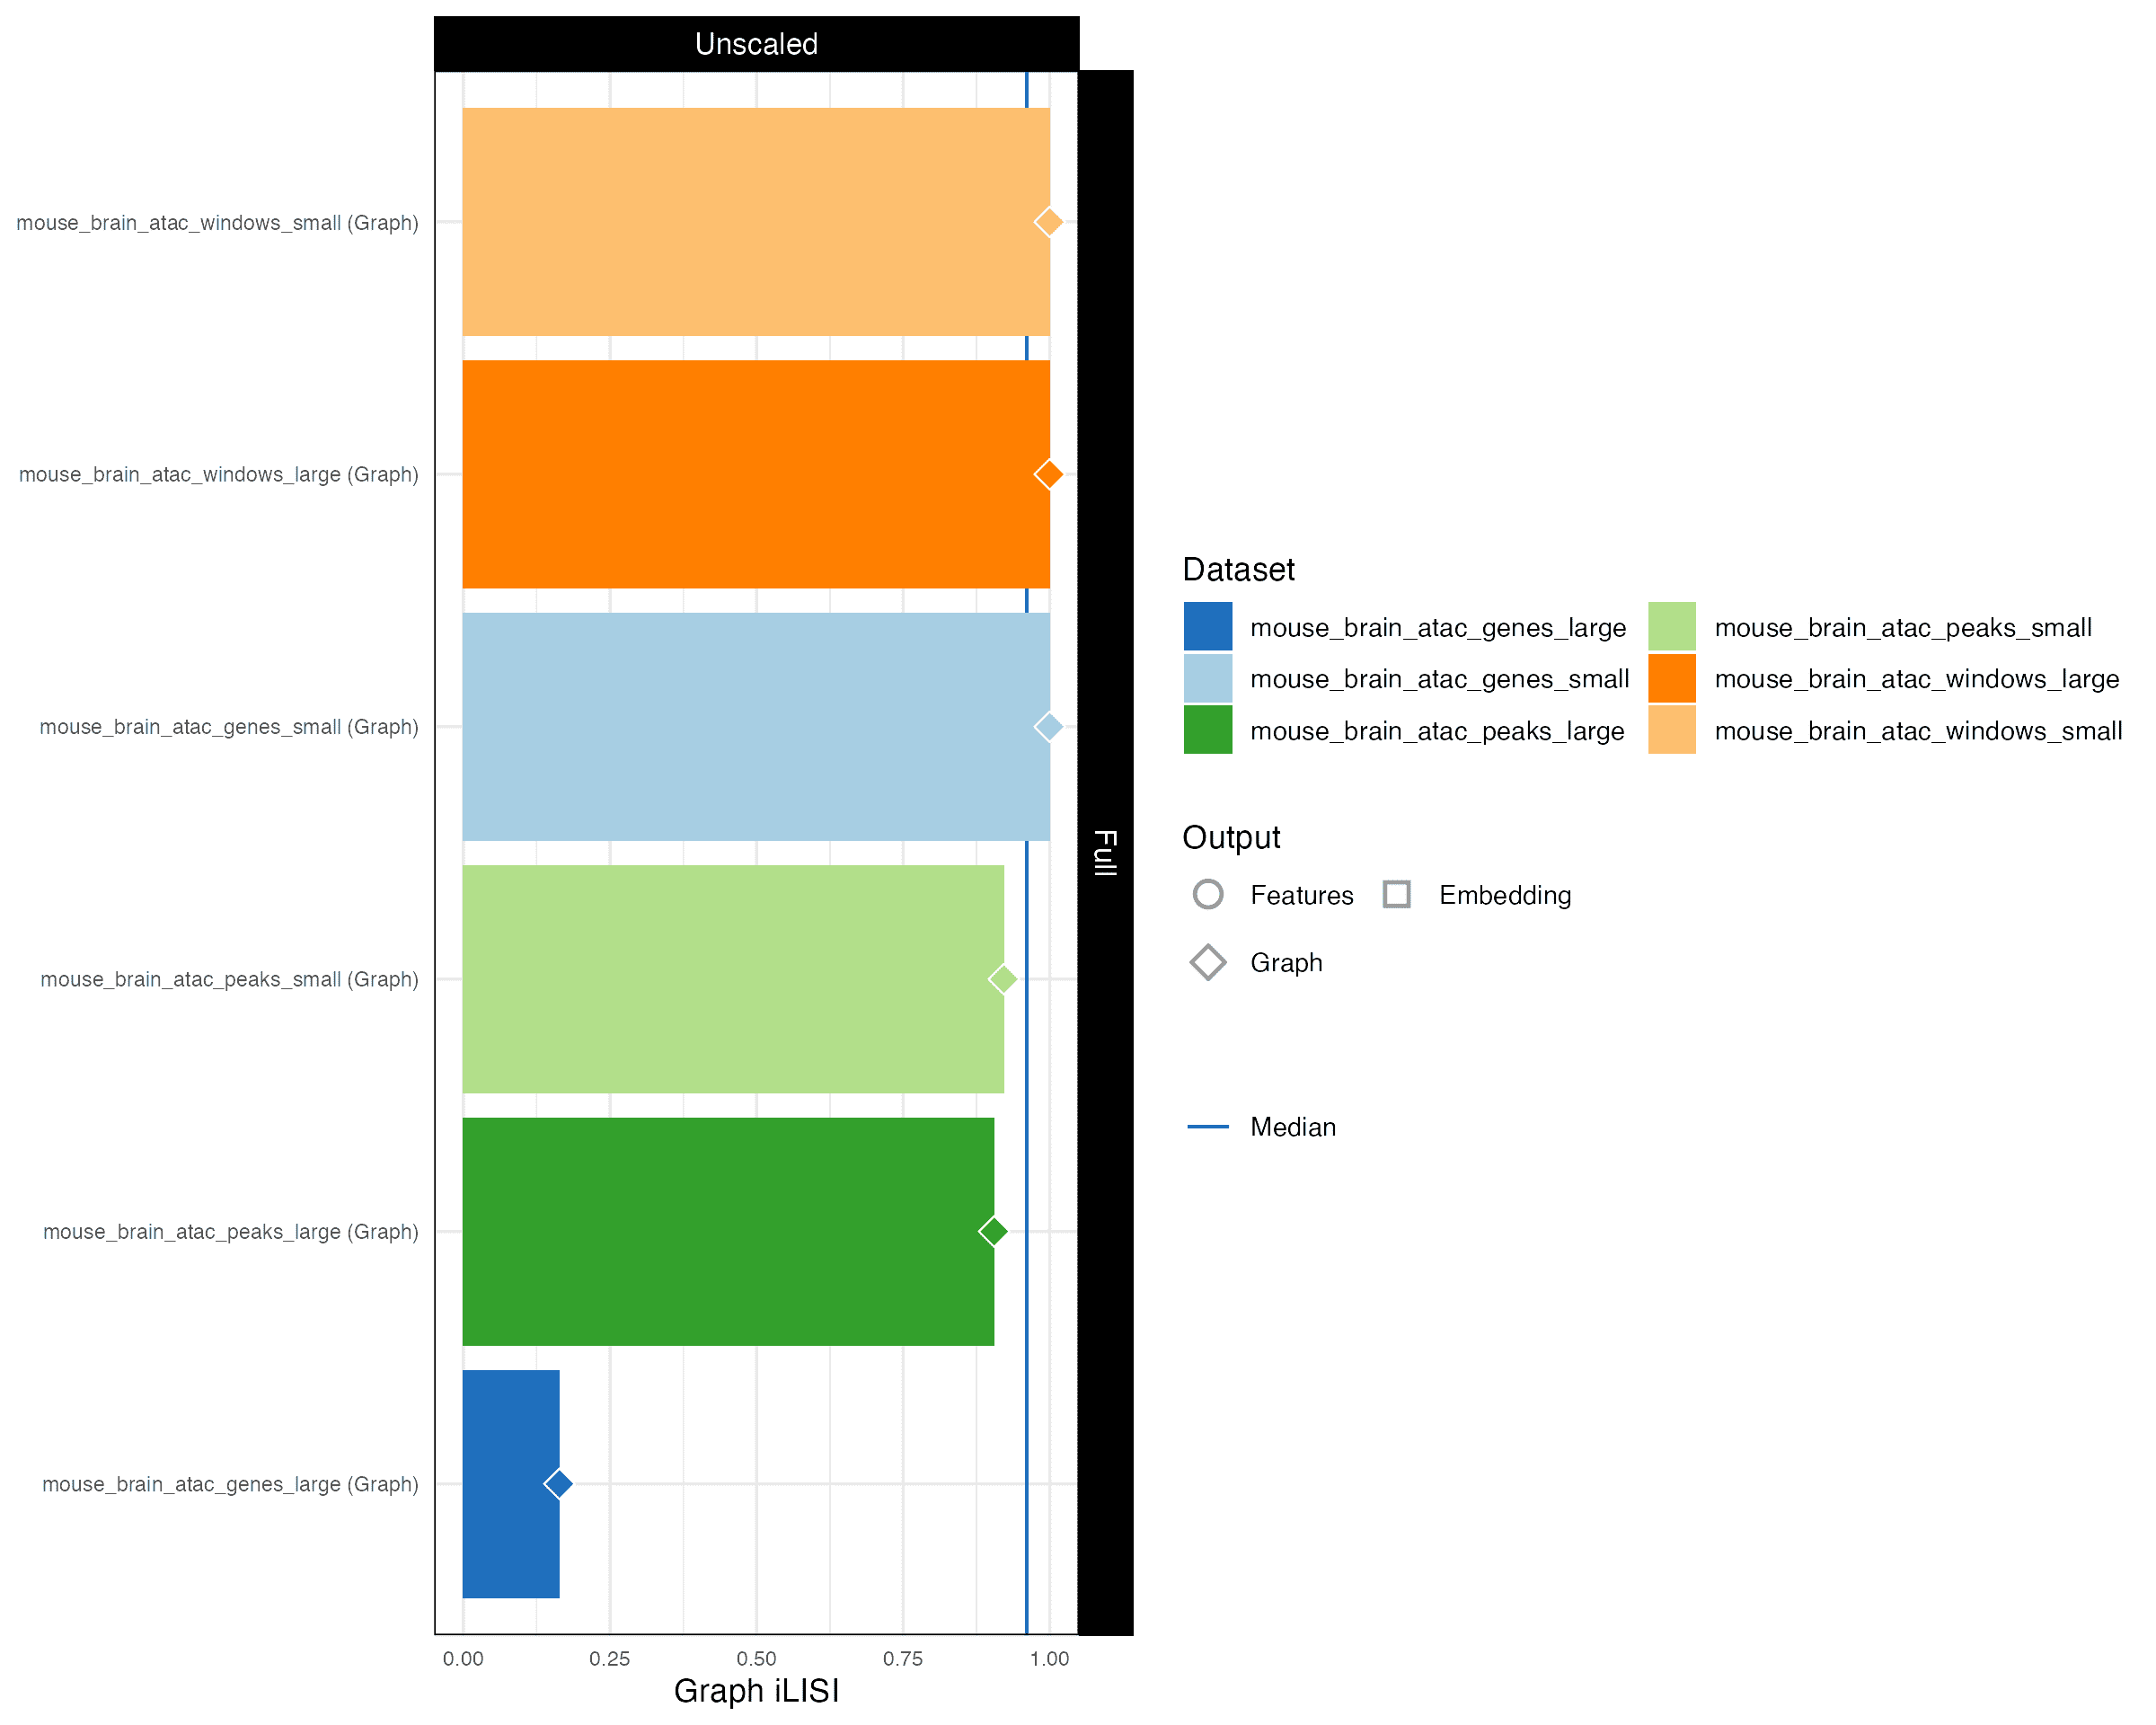 Unscaled
mouse_brain_atac_windows_small (Graph)
mouse_brain_atac_windows_large (Graph)
mouse_brain_atac_genes_small (Graph)
mouse_brain_atac_peaks_small (Graph)
mouse_brain_atac_peaks_large (Graph)
mouse_brain_atac_genes_large (Graph)
0.00 0.25 0.50 0.75 1.00
Graph iLISI
Full
Dataset
mouse_brain_atac_genes_large mouse_brain_atac_peaks_small
mouse_brain_atac_genes_small mouse_brain_atac_windows_large
mouse_brain_atac_peaks_large mouse_brain_atac_windows_small
Output
Features Embedding
Graph
Median